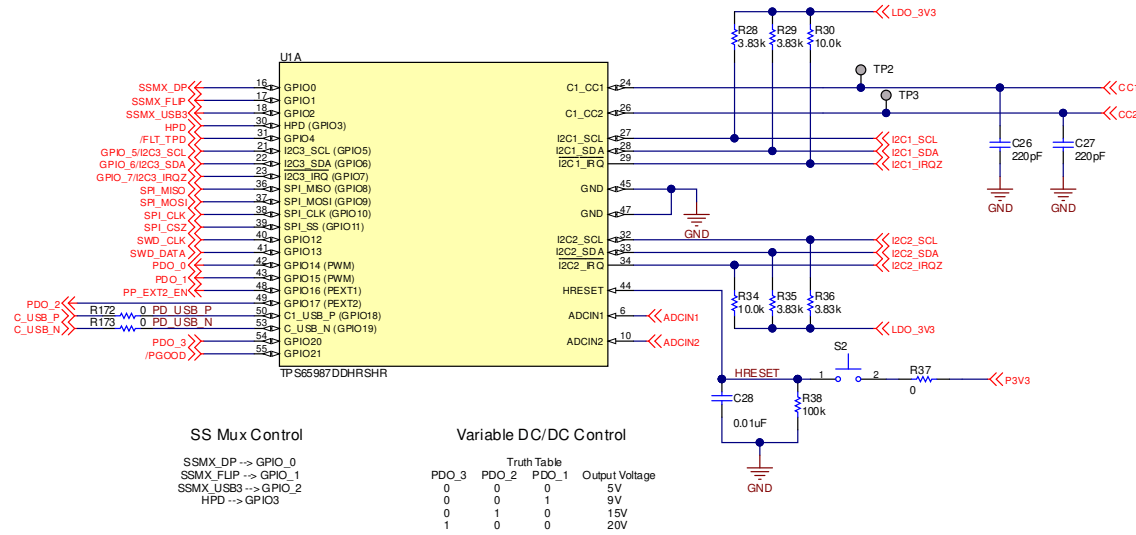 LDO_3V3
R28
3.83k
R29
3.83k
R30
10.0k
U1A
TP2
TP3
SSMX_DP 16 GPIO0
SSMX_FLIP 17 GPIO1
SSMX_USB3 18 GPIO2
HPD 30 HPD (GPIO3)
/FLT_TPD 31 GPIO4
GPIO_5/I2C3_SCL 21 I2C3_SCL (GPIO5)
GPIO_6/I2C3_SDA 22 I2C3_SDA (GPIO6)
GPIO_7/I2C3_IRQZ 23 I2C3_IRQ (GPIO7)
SPI_MISO 36 SPI_MISO (GPIO8)
SPI_MOSI 37 SPI_MOSI (GPIO9)
SPI_CLK 38 SPI_CLK (GPIO10)
SPI_CSZ 39 SPI_SS (GPIO11)
SWD_CLK 40 GPIO12
SWD_DATA 41 GPIO13
PDO_0 42 GPIO14 (PWM)
PDO_1 43 GPIO15 (PWM)
PP_EXT2_EN 48 GPIO16 (PEXT1)
PDO_2 49 GPIO17 (PEXT2)
C_USB_P R172 0 PD_USB_P 50 C1_USB_P (GPIO18)
C_USB_N R173 0 PD_USB_N 53 C_USB_N (GPIO19)
PDO_3 54 GPIO20
/PGOOD 55 GPIO21
C1_CC1 24 CC1
C1_CC2 26 CC2
I2C1_SCL 27 I2C1_SCL
I2C1_SDA 28 I2C1_SDA
I2C1_IRQ 29 I2C1_IRQZ
GND 45
GND 47
GND
C26
220pF
GND
C27
220pF
GND
I2C2_SCL 32 I2C2_SCL
I2C2_SDA 33 I2C2_SDA
I2C2_IRQ 34 I2C2_IRQZ
HRESET 44
ADCIN1 6 ADCIN1
ADCIN2 10 ADCIN2
R34
10.0k
R35
3.83k
R36
3.83k
LDO_3V3
TPS65987DDHRSHR
HRESET
S2
1 2
R37
0
P3V3
C28
0.01uF
R38
100k
GND
SS Mux Control
SSMX_DP --> GPIO_0
SSMX_FLIP --> GPIO_1
SSMX_USB3 --> GPIO_2
HPD --> GPIO3
Variable DC/DC Control
Truth Table
PDO_3 PDO_2 PDO_1 Output Voltage
0 0 0 5V
0 0 1 9V
0 1 0 15V
1 0 0 20V